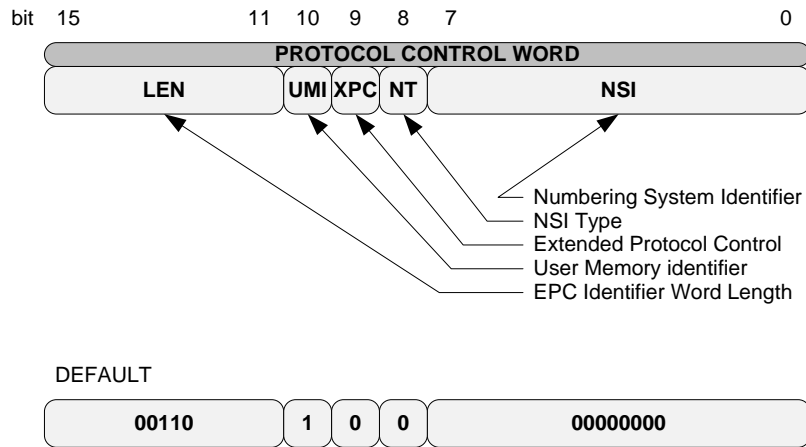 bit 15 11 10 9 8 7 0
PROTOCOL CONTROL WORD
LEN UMI XPC NT NSI
Numbering System Identifier
NSI Type
Extended Protocol Control
User Memory identifier
EPC Identifier Word Length
DEFAULT
00110 1 0 0 00000000